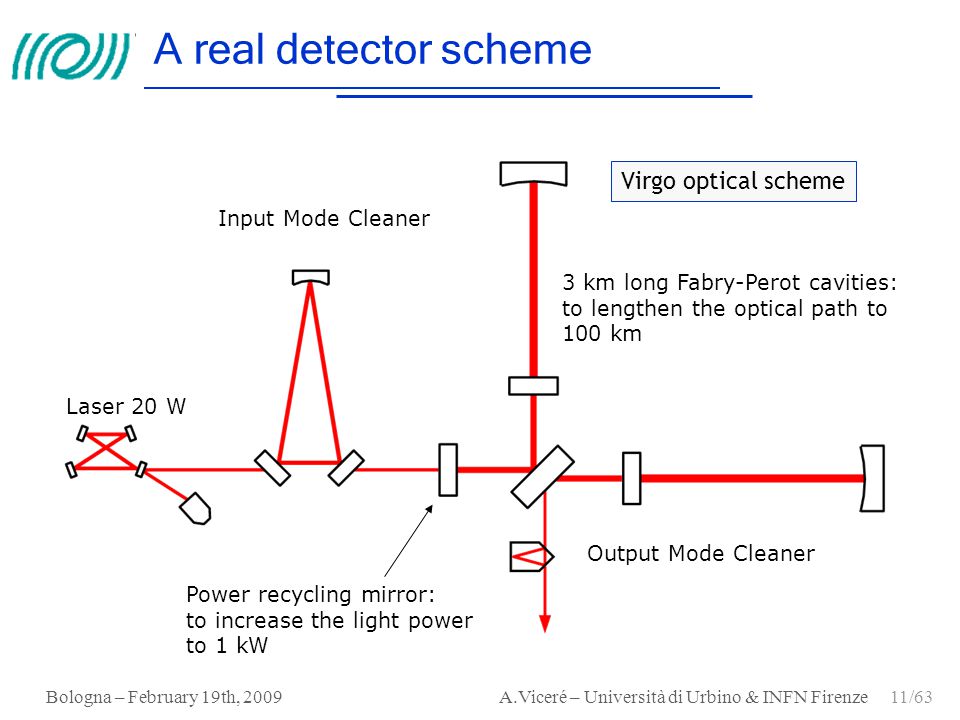 A real detector scheme
Virgo optical scheme
Input Mode Cleaner
3 km long Fabry-Perot cavities:
to lengthen the optical path to
100 km
Laser 20 W
Output Mode Cleaner
Power recycling mirror:
to increase the light power
to 1 kW
Bologna – February 19th, 2009
A.Viceré – Università di Urbino & INFN Firenze
11/63